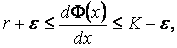 r + ε ≤ dΦ(x)/dx ≤ K − ε,